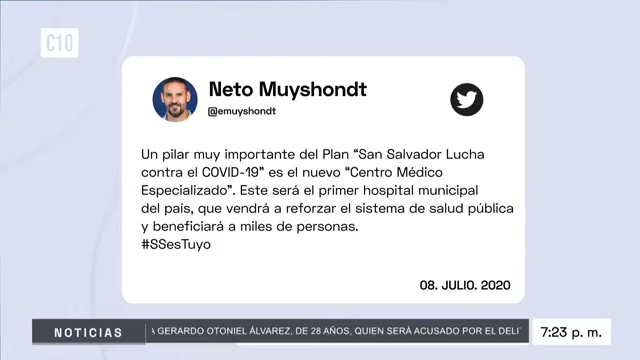 C10
Neto Muyshondt
@emuyshondt
Un pilar muy importante del Plan “San Salvador Lucha
contra el COVID-19” es el nuevo “Centro Médico
Especializado”. Este será el primer hospital municipal
del país, que vendrá a reforzar el sistema de salud pública
y beneficiará a miles de personas.
#SSesTuyo
08. JULIO. 2020
NOTICIAS
A GERARDO OTONIEL ÁLVAREZ, DE 28 AÑOS, QUIEN SERÁ ACUSADO POR EL DELI
7:23 p. m.